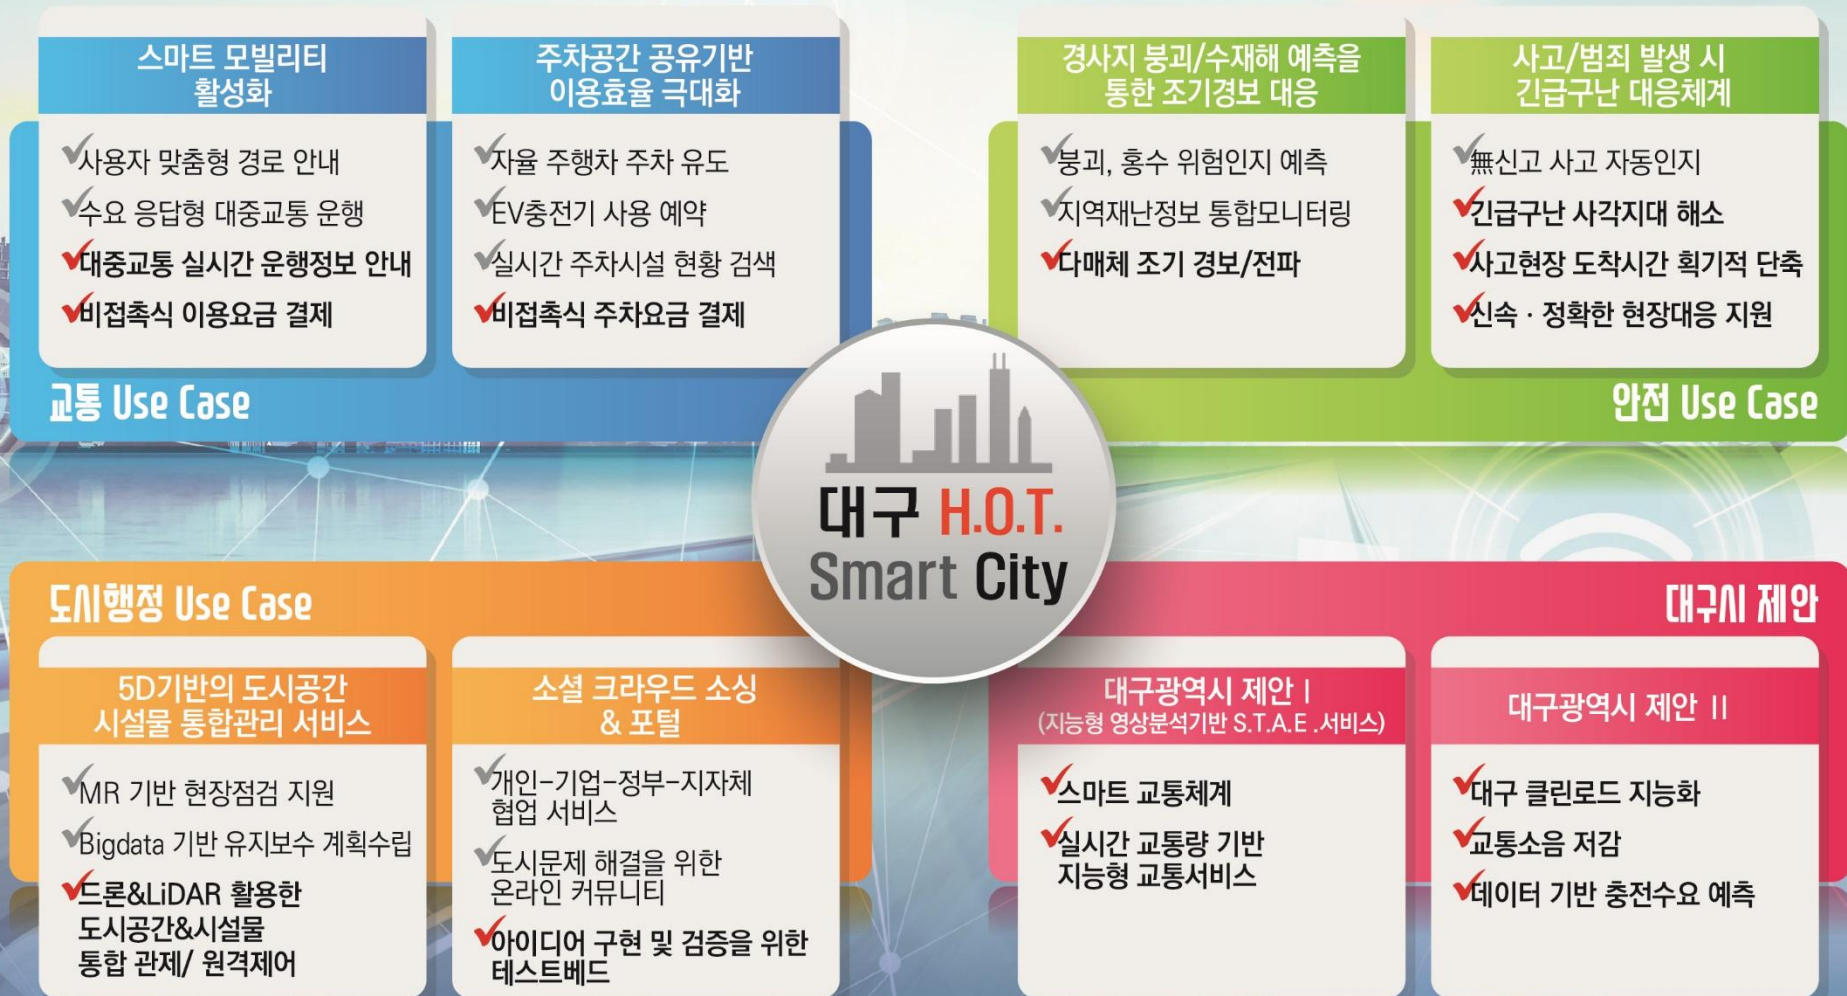 스마트 모빌리티
활성화
✓사용자 맞춤형 경로 안내
✓수요 응답형 대중교통 운행
✓대중교통 실시간 운행정보 안내
✓비접촉식 이용요금 결제
주차공간 공유기반
이용효율 극대화
✓자율 주행차 주차 유도
✓EV충전기 사용 예약
✓실시간 주차시설 현황 검색
✓비접촉식 주차요금 결제
교통 Use Case
경사지 붕괴/수재해 예측을
통한 조기경보 대응
✓붕괴, 홍수 위험인지 예측
✓지역재난정보 통합모니터링
✓다매체 조기 경보/전파
사고/범죄 발생 시
긴급구난 대응체계
✓無신고 사고 자동인지
✓긴급구난 사각지대 해소
✓사고현장 도착시간 획기적 단축
✓신속 · 정확한 현장대응 지원
안전 Use Case
대구 H.O.T.
Smart City
도시행정 Use Case
5D기반의 도시공간
시설물 통합관리 서비스
✓MR 기반 현장점검 지원
✓Bigdata 기반 유지보수 계획수립
✓드론&LiDAR 활용한
도시공간&시설물
통합 관제/ 원격제어
소셜 크라우드 소싱
& 포털
✓개인-기업-정부-지자체
협업 서비스
✓도시문제 해결을 위한
온라인 커뮤니티
✓아이디어 구현 및 검증을 위한
테스트베드
대구시 제안
대구광역시 제안 I
(지능형 영상분석기반 S.T.A.E .서비스)
✓스마트 교통체계
✓실시간 교통량 기반
지능형 교통서비스
대구광역시 제안 II
✓대구 클린로드 지능화
✓교통소음 저감
✓데이터 기반 충전수요 예측